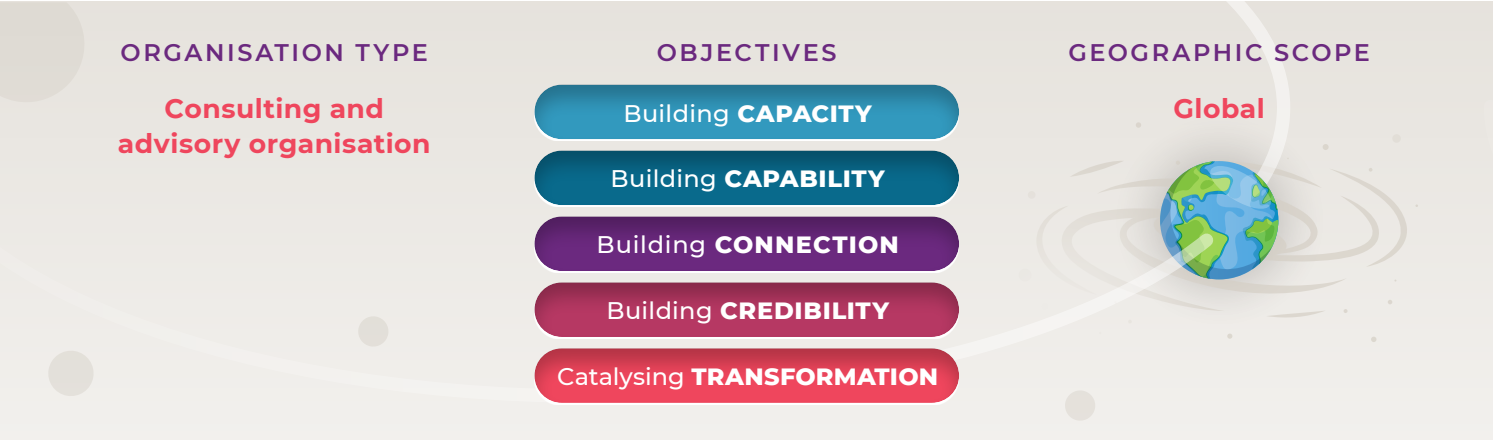 ORGANISATION TYPE
Consulting and
advisory organisation
OBJECTIVES
Building CAPACITY
Building CAPABILITY
Building CONNECTION
Building CREDIBILITY
Catalysing TRANSFORMATION
GEOGRAPHIC SCOPE
Global